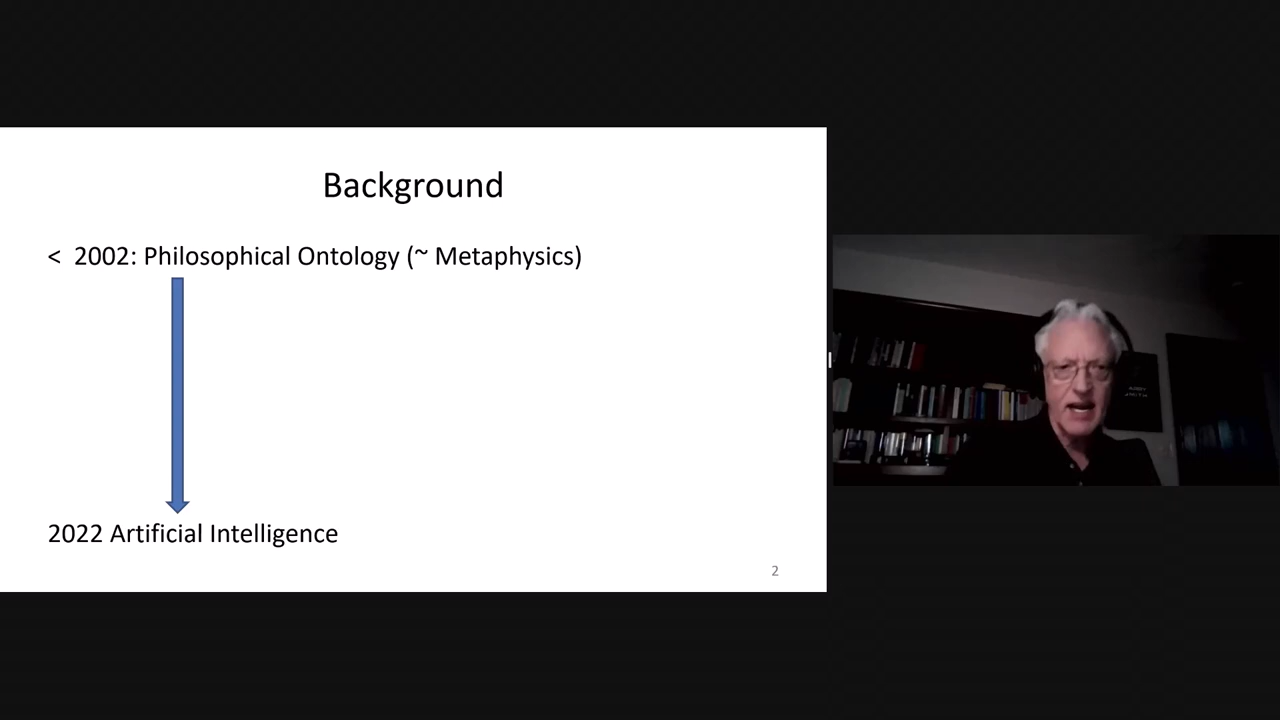 Background
< 2002: Philosophical Ontology (~ Metaphysics)
2022 Artificial Intelligence
2